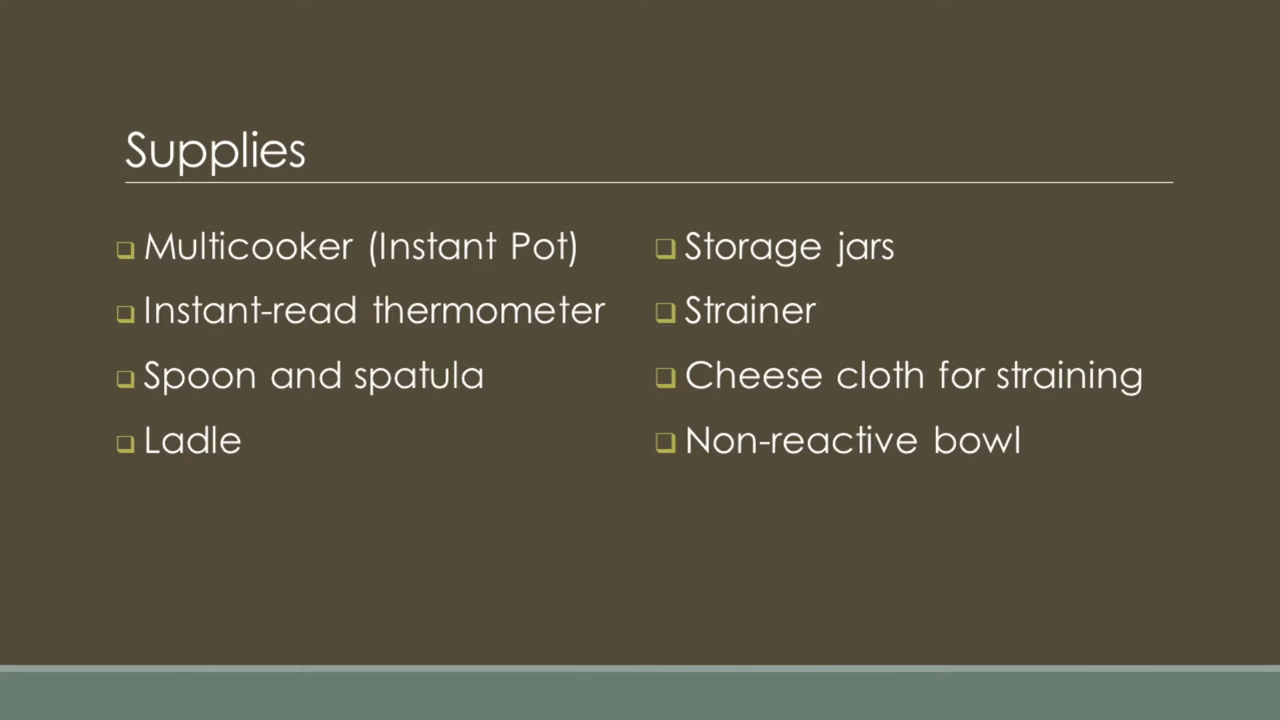 Supplies
Multicooker (Instant Pot)
Instant-read thermometer
Spoon and spatula
Ladle
Storage jars
Strainer
Cheese cloth for straining
Non-reactive bowl